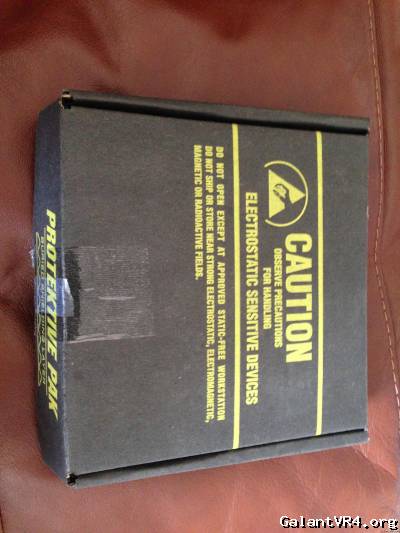 CAUTION
OBSERVE PRECAUTIONS
FOR HANDLING
ELECTROSTATIC SENSITIVE DEVICES
DO NOT OPEN EXCEPT AT APPROVED STATIC-FREE WORKSTATION
DO NOT SHIP OR STORE NEAR STRONG ELECTROSTATIC, ELECTROMAGNETIC,
MAGNETIC OR RADIOACTIVE FIELDS.
PROTEKTIVE PAK
GalantVR4.org